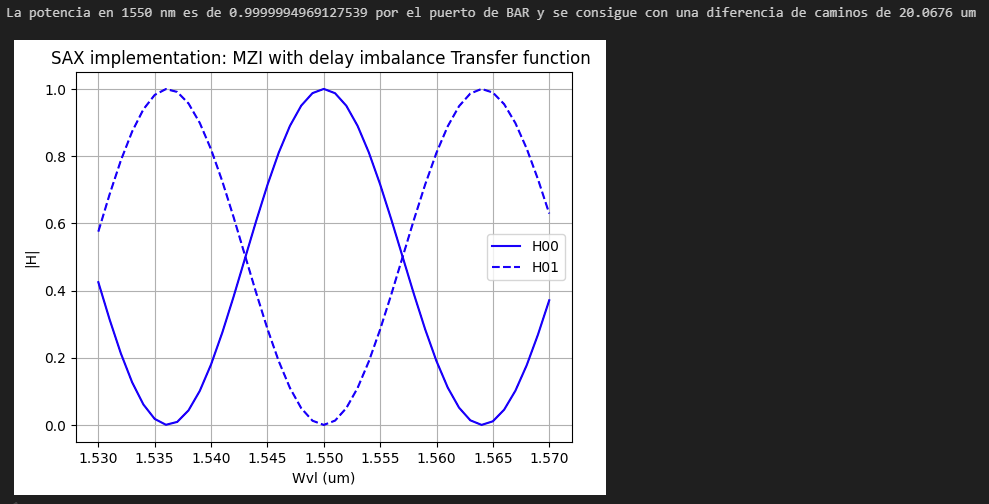 La potencia en 1550 nm es de 0.9999994969127539 por el puerto de BAR y se consigue con una diferencia de caminos de 20.0676 um
SAX implementation: MZI with delay imbalance Transfer function
1.0
0.8
0.6
0.4
0.2
0.0
|H|
H00
H01
1.530 1.535 1.540 1.545 1.550 1.555 1.560 1.565 1.570
Wvl (um)